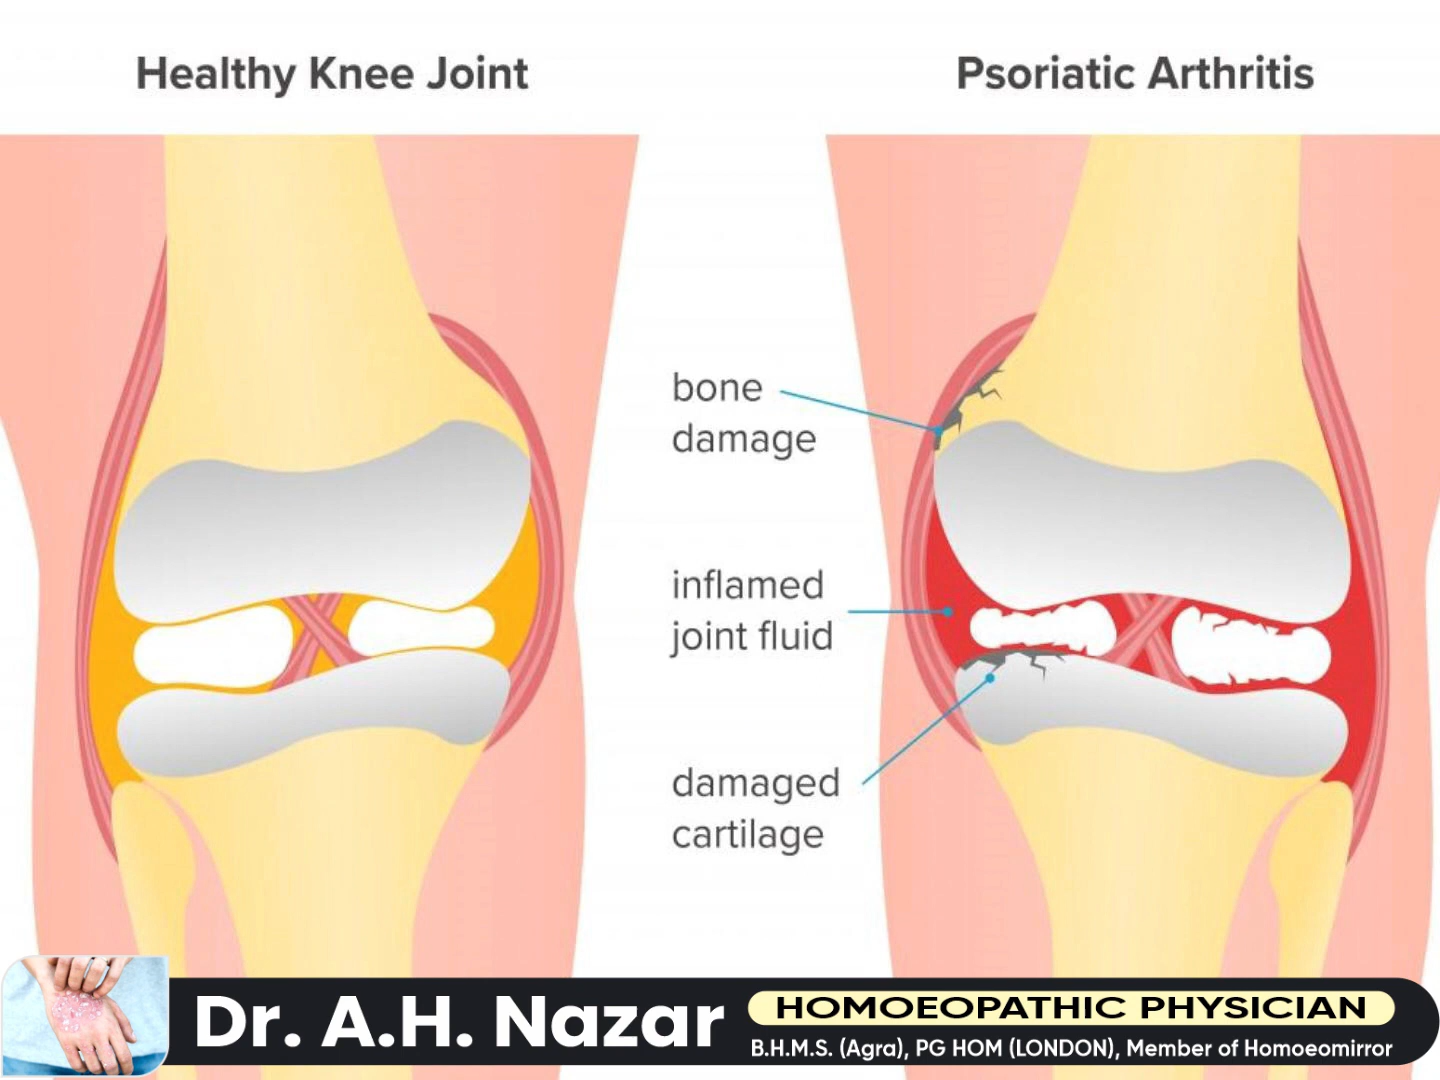 Healthy Knee Joint
Psoriatic Arthritis
bone
damage
inflamed
joint fluid
damaged
cartilage
Dr. A.H. Nazar
HOMOEOPATHIC PHYSICIAN
B.H.M.S. (Agra), PG HOM (LONDON), Member of Homoeomirror